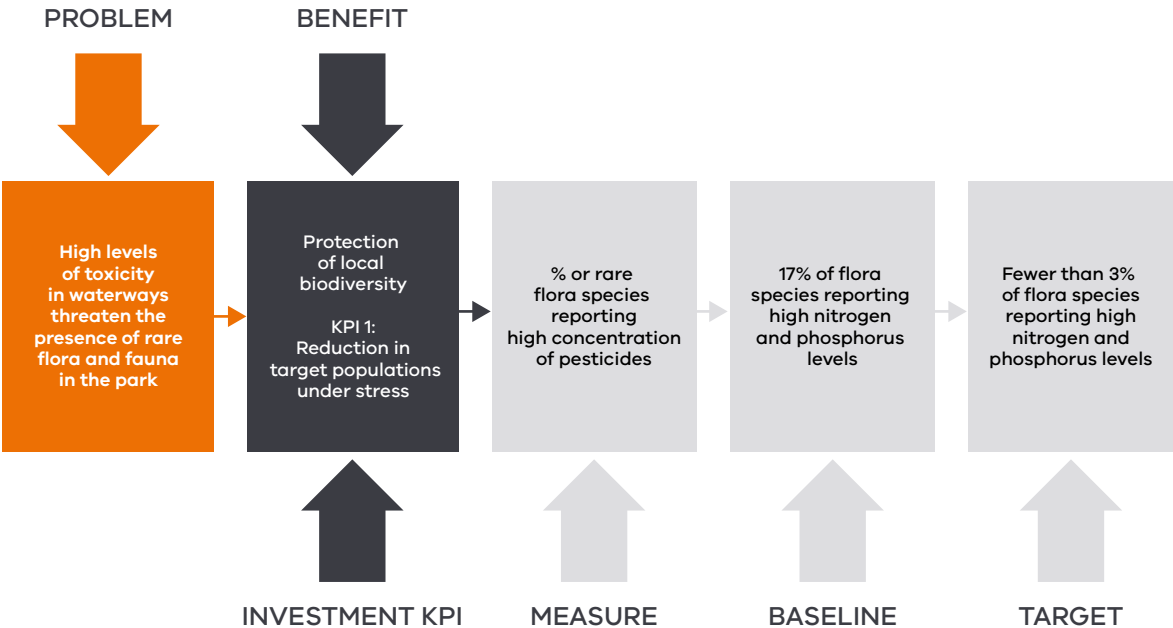 PROBLEM
BENEFIT
High levels
of toxicity
in waterways
threaten the
presence of rare
flora and fauna
in the park
Protection
of local
biodiversity
KPI 1:
Reduction in
target populations
under stress
% or rare
flora species
reporting
high concentration
of pesticides
17% of flora
species reporting
high nitrogen
and phosphorus
levels
Fewer than 3%
of flora species
reporting high
nitrogen and
phosphorus levels
INVESTMENT KPI
MEASURE
BASELINE
TARGET